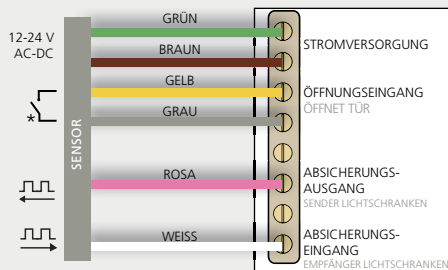 12-24 V
AC-DC
SENSOR
GRÜN
BRAUN
GELB
GRAU
ROSA
WEISS
STROMVERSORGUNG
ÖFFNUNGSEINGANG
ÖFFNET TÜR
ABSICHERUNGS-
AUSGANG
SENDER LICHTSCHRANKEN
ABSICHERUNGS-
EINGANG
EMPFÄNGER LICHTSCHRANKEN
*